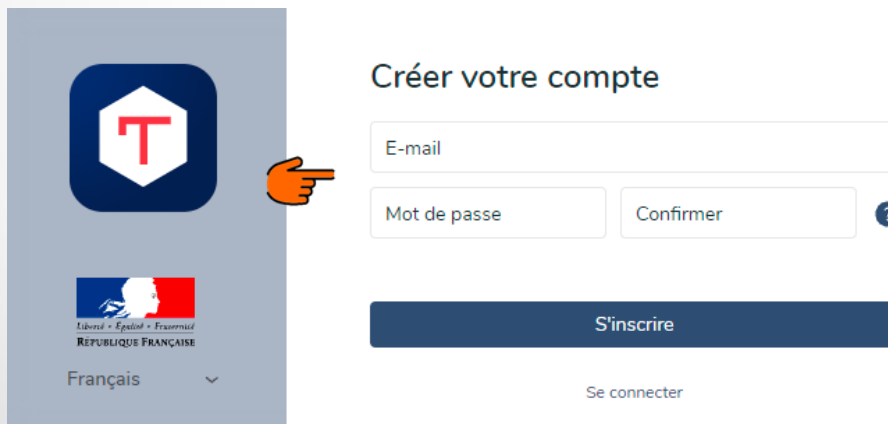 T
Liberté • Égalité • Fraternité
RÉPUBLIQUE FRANÇAISE
Français
Créer votre compte
E-mail
Mot de passe
Confirmer
?
S'inscrire
Se connecter